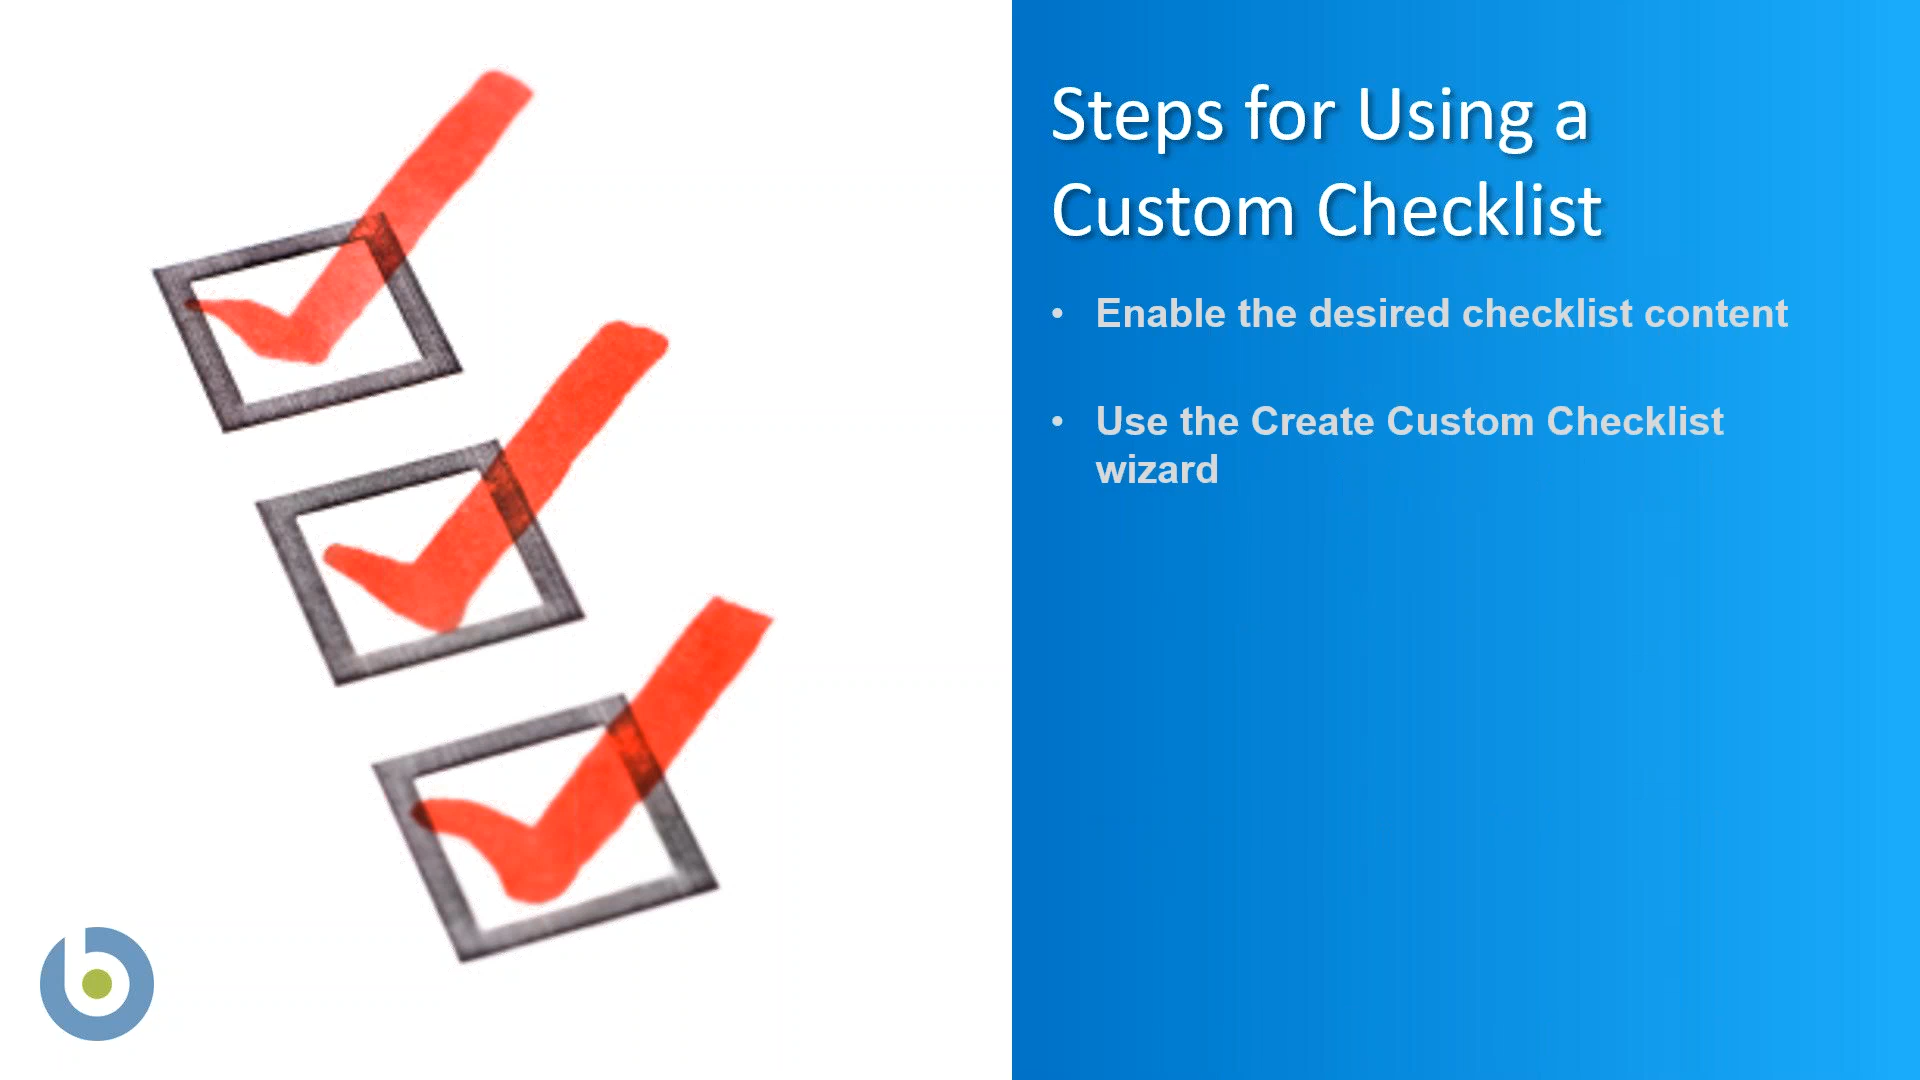 Steps for Using a
Custom Checklist
• Enable the desired checklist content
• Use the Create Custom Checklist
wizard